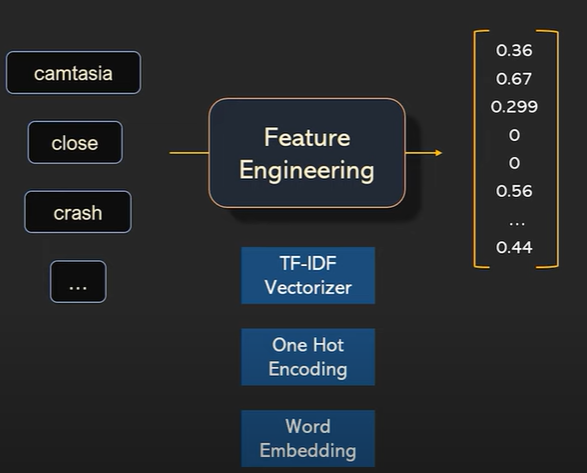 camtasia
close
crash
...
Feature
Engineering
TF-IDF
Vectorizer
One Hot
Encoding
Word
Embedding
0.36
0.67
0.299
0
0
0.56
...
0.44